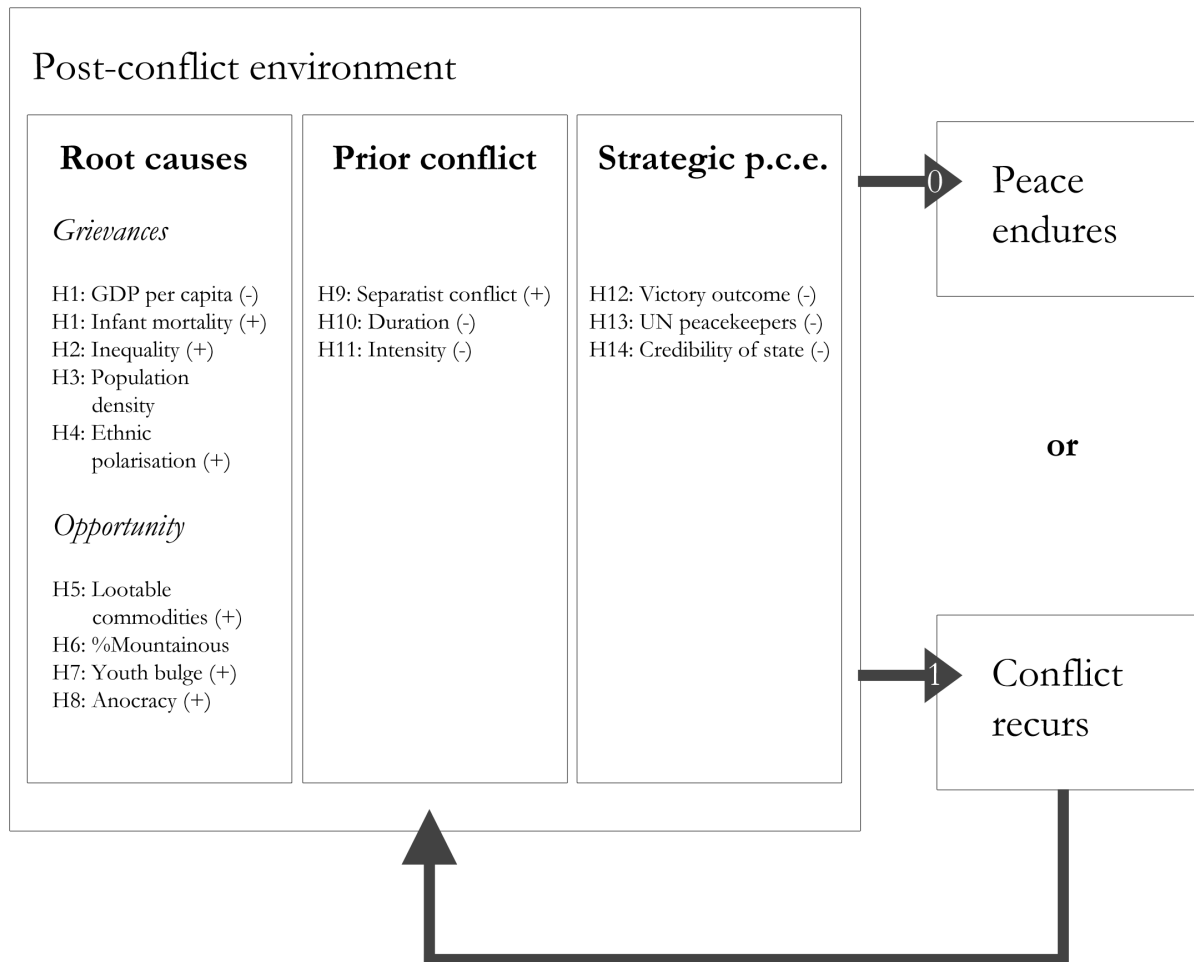 Post-conflict environment
Root causes
Grievances
H1: GDP per capita (-)
H1: Infant mortality (+)
H2: Inequality (+)
H3: Population
density
H4: Ethnic
polarisation (+)
Opportunity
H5: Lootable
commodities (+)
H6: %Mountainous
H7: Youth bulge (+)
H8: Anocracy (+)
Prior conflict
H9: Separatist conflict (+)
H10: Duration (-)
H11: Intensity (-)
Strategic p.c.e.
H12: Victory outcome (-)
H13: UN peacekeepers (-)
H14: Credibility of state (-)
0
Peace
endures
or
1
Conflict
recurs